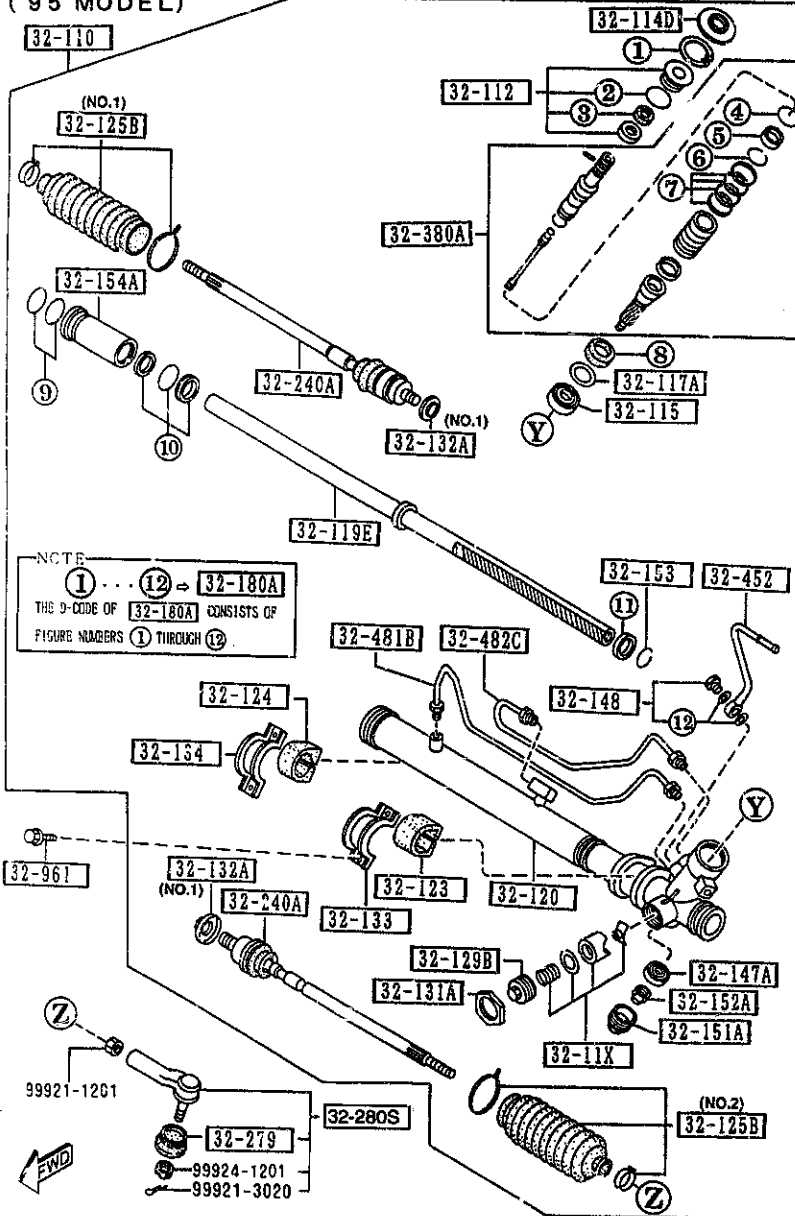 ('95 MODEL)
32-110
32-114D
1
32-112
2
3
4
5
6
7
(NO.1)
32-125B
32-380A
32-154A
9
10
32-240A
(NO.1)
32-132A
8
32-117A
Y
32-115
32-119E
NOTE
1 ··· 12 ⇒ 32-180A
THE D-CODE OF 32-180A CONSISTS OF
FIGURE NUMBERS 1 THROUGH 12
32-153
32-452
11
32-481B
32-482C
32-148
12
32-124
32-134
Y
32-961
32-132A
(NO.1)
32-240A
32-123
32-133
32-120
32-129B
32-131A
32-147A
32-152A
32-151A
32-11X
Z
99921-1201
32-280S
32-279
99924-1201
99921-3020
FWD
(NO.2)
32-125B
Z